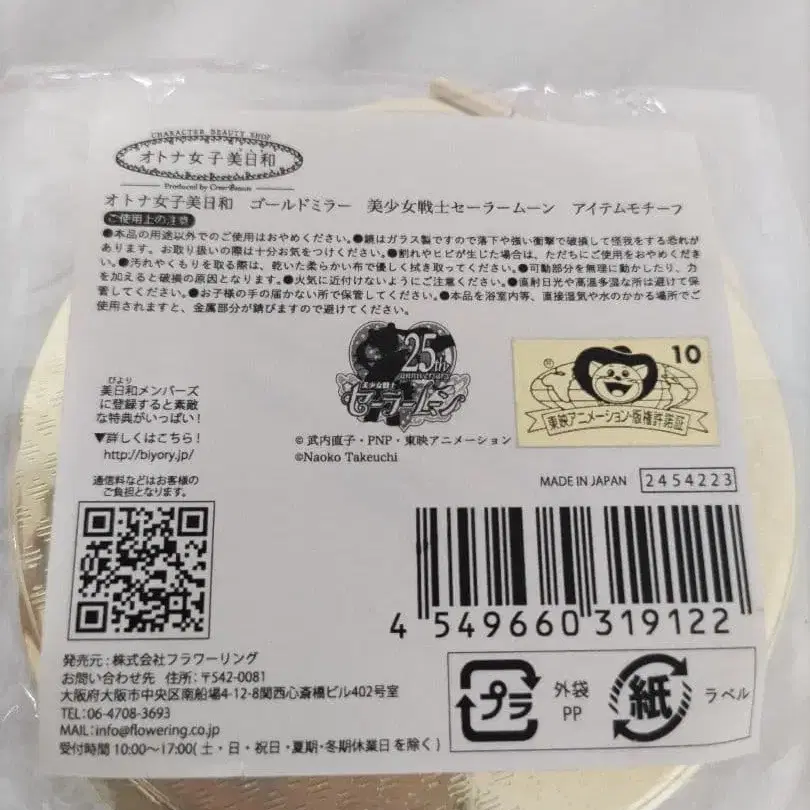 CHARACTER BEAUTY SHOP
オトナ女子美日和
Produced by Creer Beaute
オトナ女子美日和 ゴールドミラー 美少女戦士セーラームーン アイテムモチーフ
ご使用上の注意
●本品の用途以外でのご使用はおやめください。●鏡はガラス製ですので落下や強い衝撃で破損して怪我をする恐れが
あります。お取り扱いの際は十分お気をつけください。●割れやヒビが生じた場合は、ただちにご使用をおやめくださ
い。●汚れやくもりを取る際は、乾いた柔らかい布で優しく拭き取ってください。●可動部分を無理に動かしたり、力
を加えると破損の原因となります。●火気に近付けないようにご注意ください。●直射日光や高温多湿な所は避けて保
管してください。●お子様の手の届かない所で保管してください。●本品を浴室内等、直接湿気や水のかかる場所でご
使用されますと、金属部分が錆びますので避けてください。
25th
anniversary
美少女戦士
セーラームーン
10
東映アニメーション・版権許諾証
びより
美日和メンバーズ
に登録すると素敵
な特典がいっぱい!
▼詳しくはこちら!
http://biyory.jp/
© 武内直子・PNP・東映アニメーション
©Naoko Takeuchi
通信料などはお客様の
ご負担となります。
MADE IN JAPAN 2454223
4 549660 319122
発売元:株式会社フラワーリング
お問い合わせ先 住所:〒542-0081
大阪府大阪市中央区南船場4-12-8関西心斎橋ビル402号室
TEL:06-4708-3693
MAIL:info@flowering.co.jp
受付時間 10:00～17:00(土・日・祝日・夏期・冬期休業日を除く)
プラ
外袋
PP
紙
ラベル